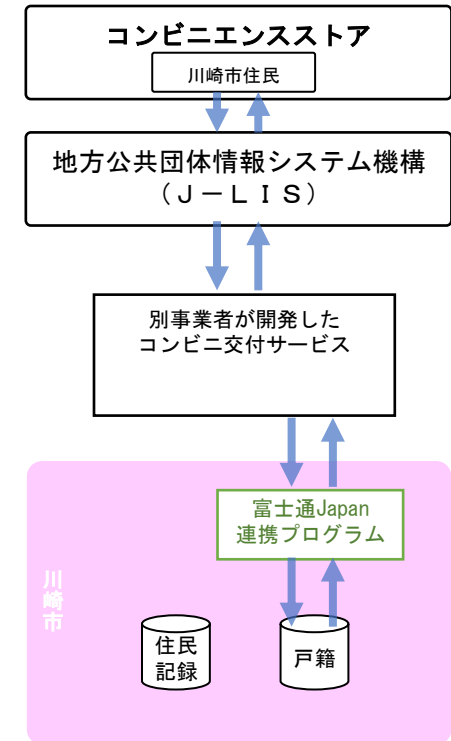 コンビニエンスストア
川崎市住民
地方公共団体情報システム機構
（Ｊ－ＬＩＳ）
別事業者が開発した
コンビニ交付サービス
富士通Japan
連携プログラム
川崎市
住民
記録
戸籍